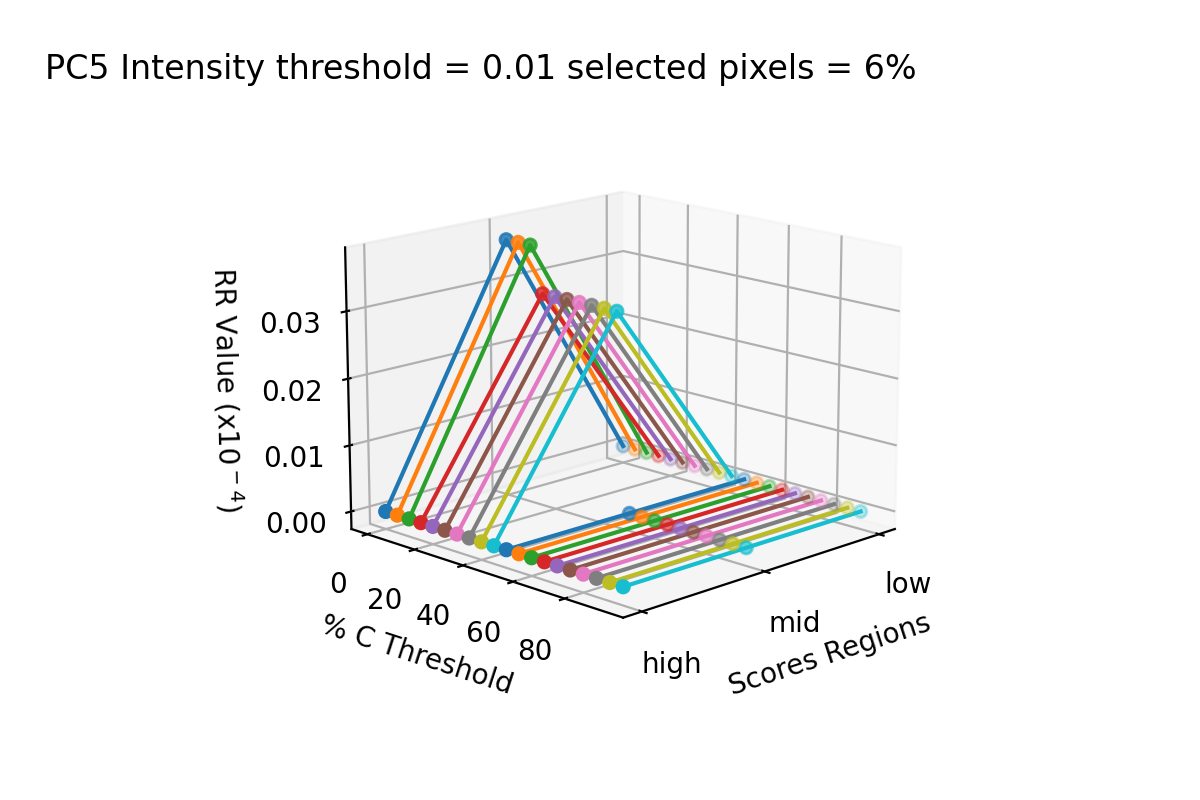 PC5 Intensity threshold = 0.01 selected pixels = 6%
RR Value (x10⁻⁴)
0.03
0.02
0.01
0.00
0
20
40
60
80
% C Threshold
high
mid
low
Scores Regions